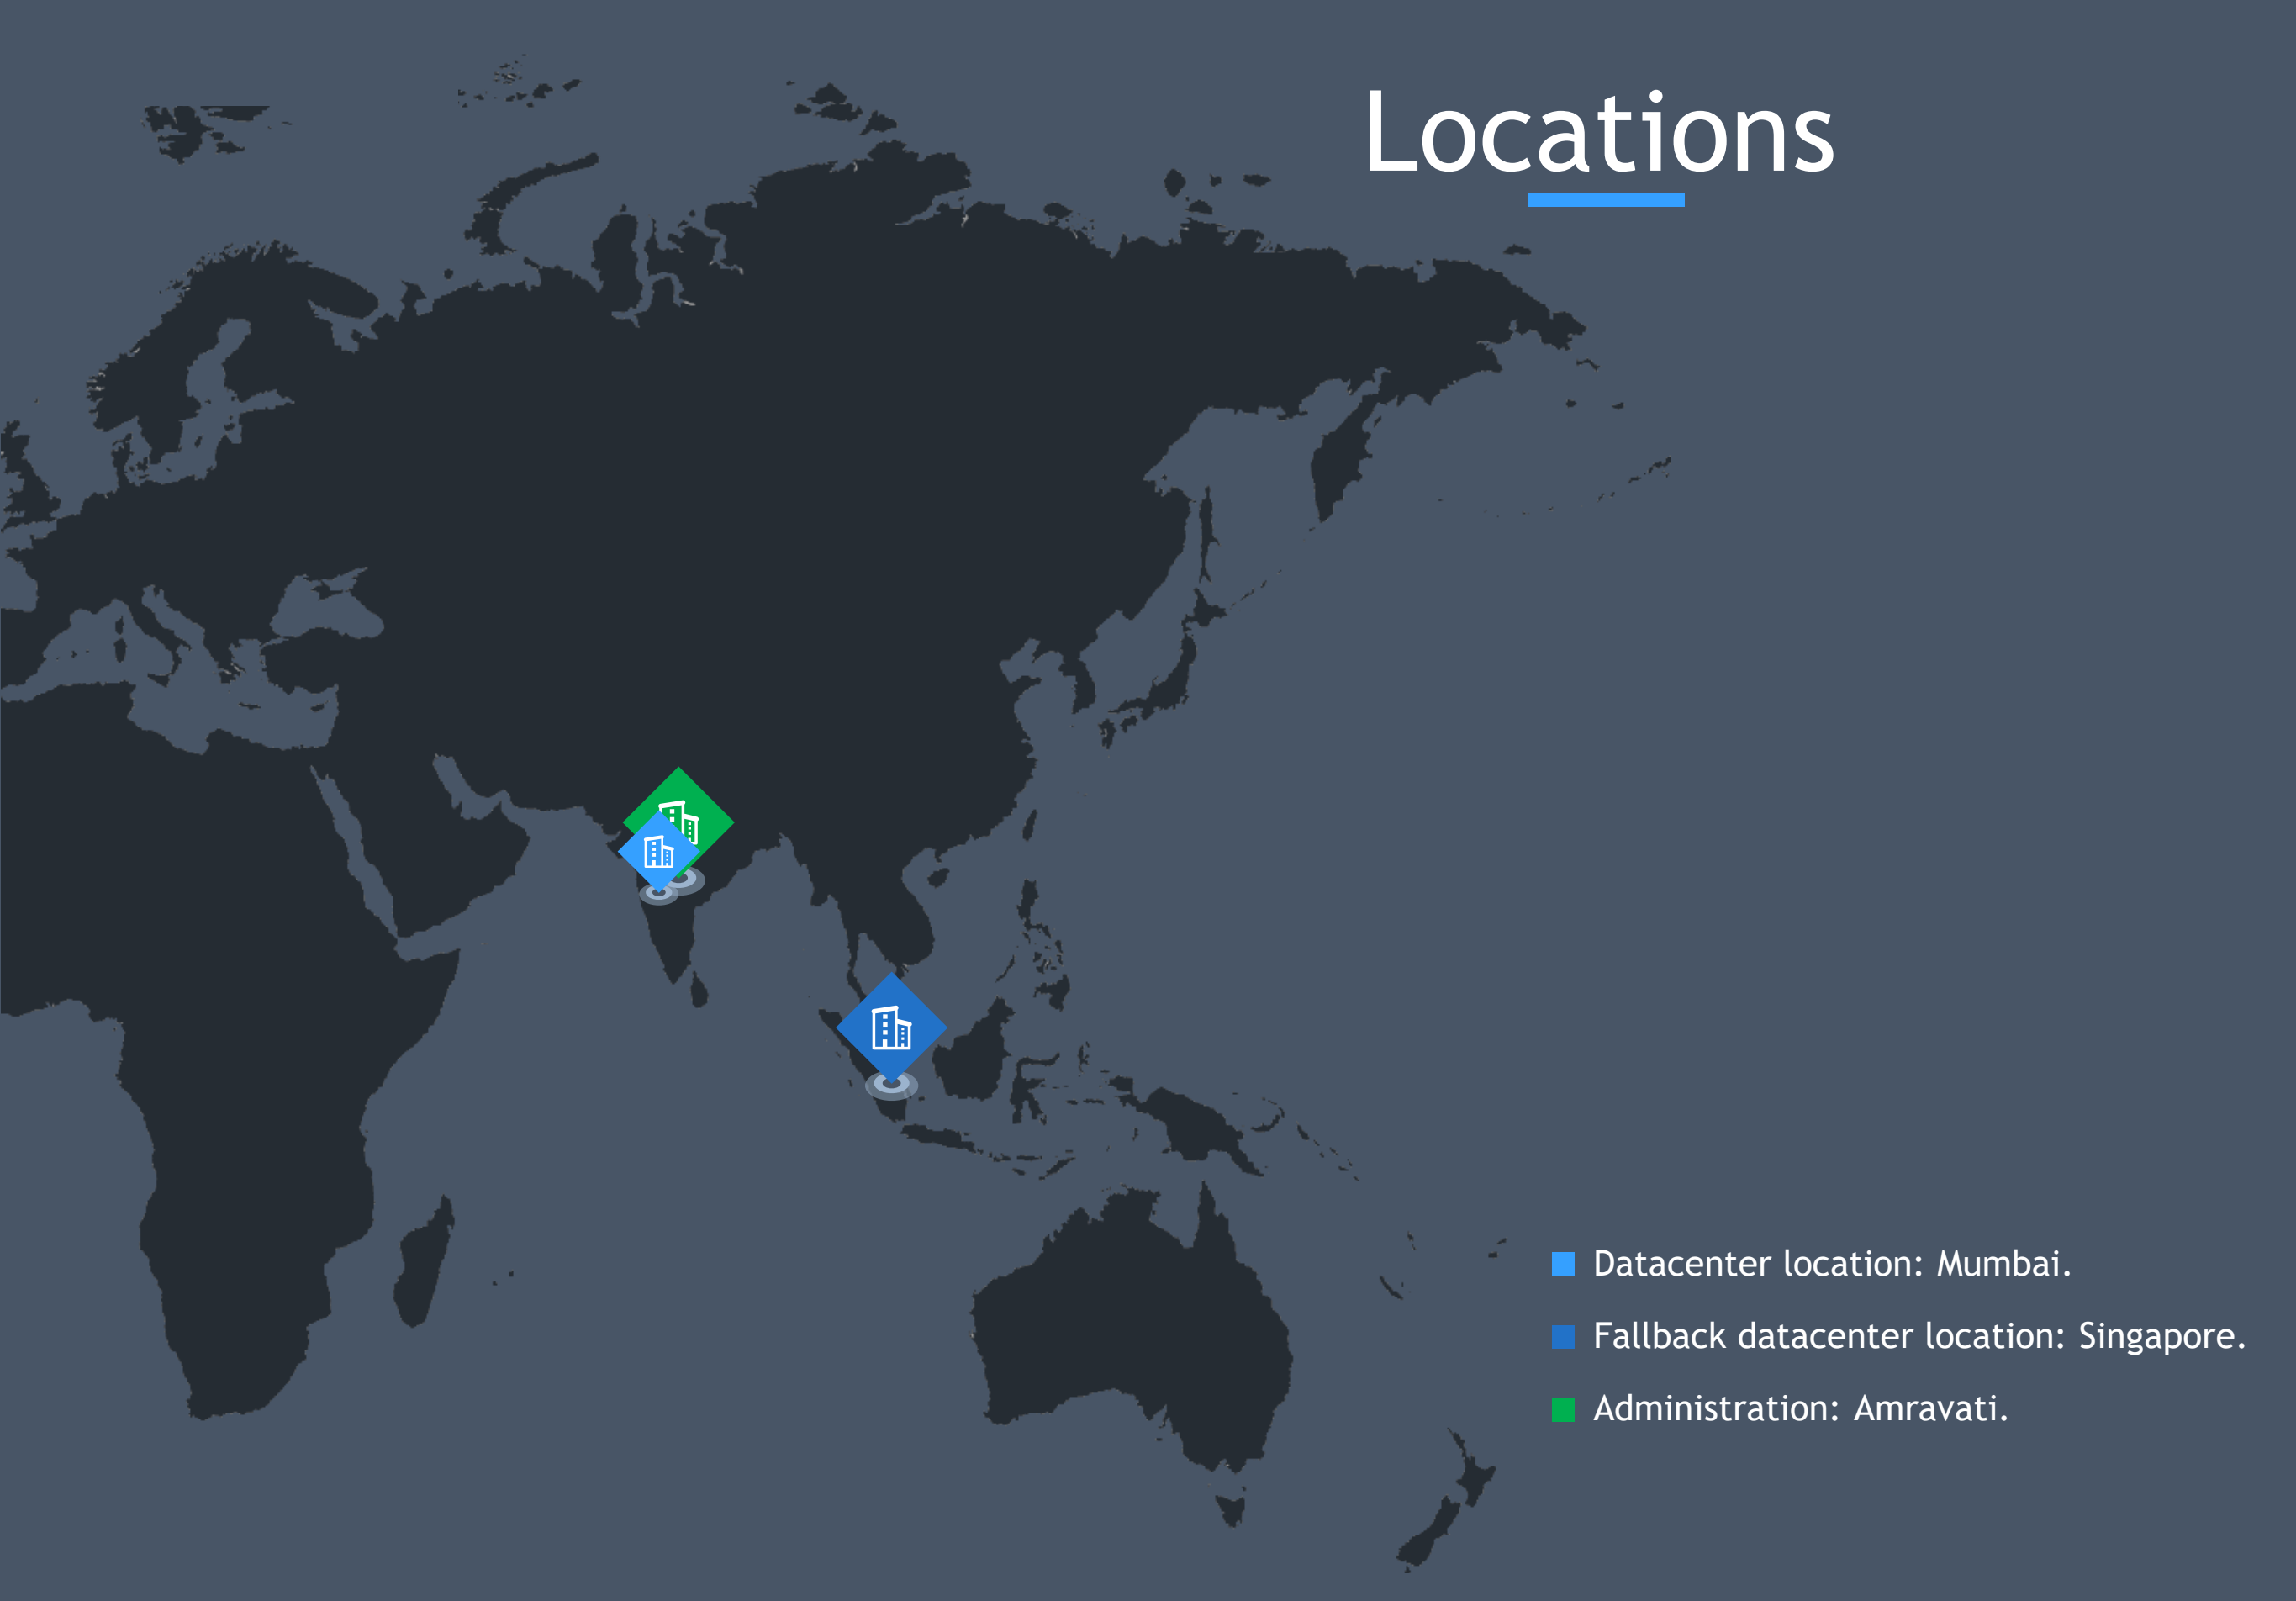 Locations
Datacenter location: Mumbai.
Fallback datacenter location: Singapore.
Administration: Amravati.